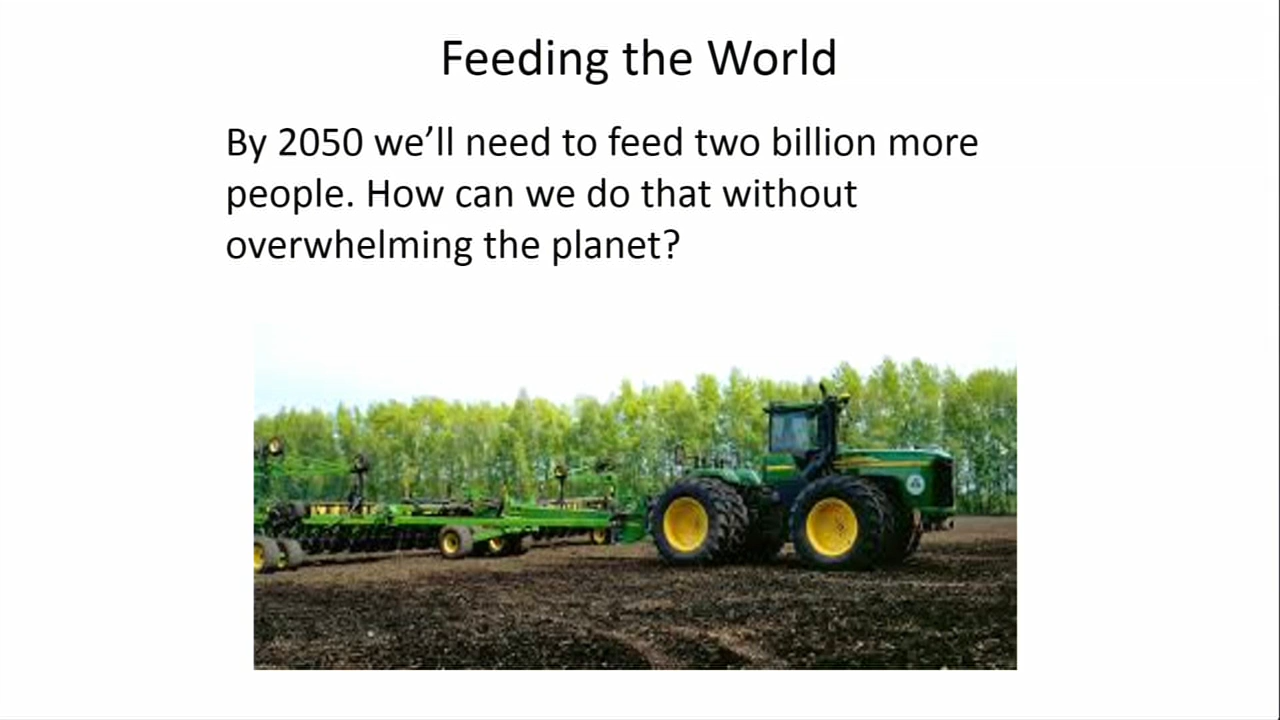 Feeding the World
By 2050 we’ll need to feed two billion more
people. How can we do that without
overwhelming the planet?